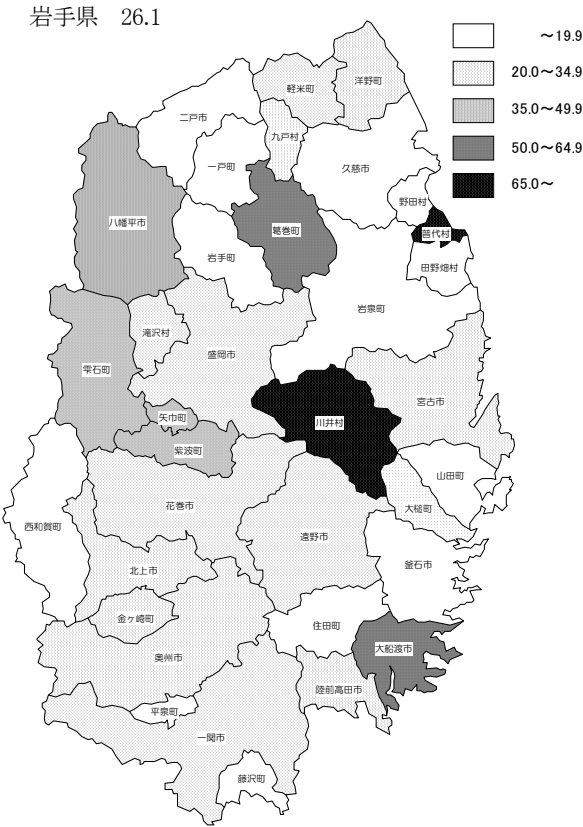 岩手県 26.1
～19.9
20.0～34.9
35.0～49.9
50.0～64.9
65.0～
洋野町
軽米町
二戸市
九戸村
一戸町
久慈市
野田村
八幡平市
葛巻町
普代村
岩手町
田野畑村
岩泉町
滝沢村
盛岡市
雫石町
宮古市
矢巾町
川井村
紫波町
山田町
花巻市
大槌町
西和賀町
遠野市
釜石市
北上市
金ヶ崎町
住田町
大船渡市
奥州市
陸前高田市
平泉町
一関市
藤沢町